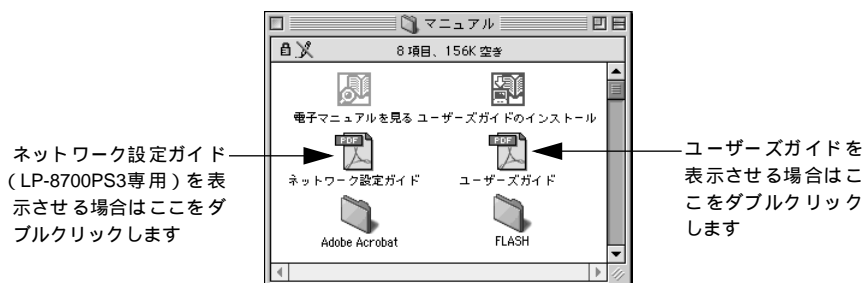 マニュアル
8 項目、156K 空き
電子マニュアルを見る ユーザーズガイドのインストール
PDF PDF
ネットワーク設定ガイド ユーザーズガイド
Adobe Acrobat FLASH
ネットワーク設定ガイド
(LP-8700PS3専用)を表
示させる場合はここをダ
ブルクリックします
ユーザーズガイドを
表示させる場合はこ
こをダブルクリック
します